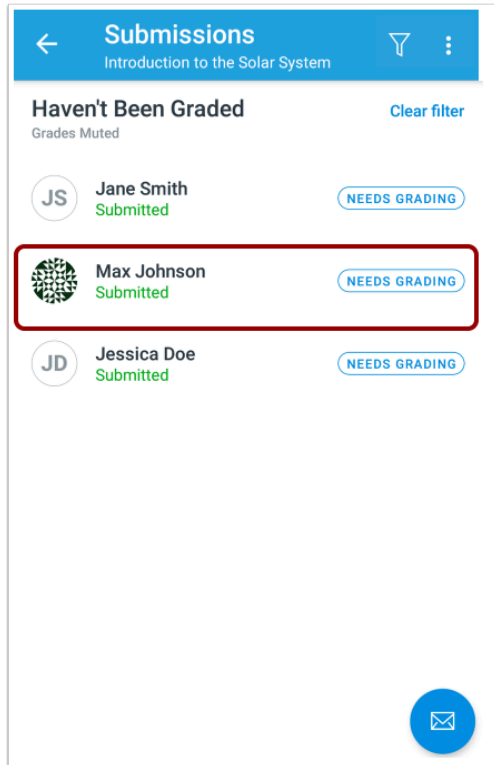 Submissions
Introduction to the Solar System
Haven't Been Graded
Clear filter
Grades Muted
JS
Jane Smith
Submitted
NEEDS GRADING
Max Johnson
Submitted
NEEDS GRADING
JD
Jessica Doe
Submitted
NEEDS GRADING